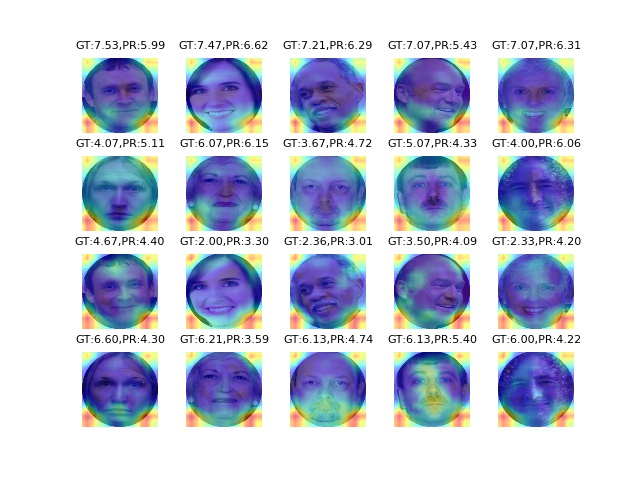 GT:7.53,PR:5.99 GT:7.47,PR:6.62 GT:7.21,PR:6.29 GT:7.07,PR:5.43 GT:7.07,PR:6.31
GT:4.07,PR:5.11 GT:6.07,PR:6.15 GT:3.67,PR:4.72 GT:5.07,PR:4.33 GT:4.00,PR:6.06
GT:4.67,PR:4.40 GT:2.00,PR:3.30 GT:2.36,PR:3.01 GT:3.50,PR:4.09 GT:2.33,PR:4.20
GT:6.60,PR:4.30 GT:6.21,PR:3.59 GT:6.13,PR:4.74 GT:6.13,PR:5.40 GT:6.00,PR:4.22